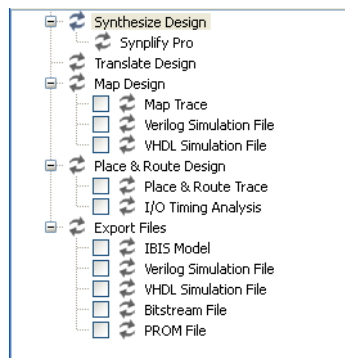 Synthesize Design
Synplify Pro
Translate Design
Map Design
Map Trace
Verilog Simulation File
VHDL Simulation File
Place & Route Design
Place & Route Trace
I/O Timing Analysis
Export Files
IBIS Model
Verilog Simulation File
VHDL Simulation File
Bitstream File
PROM File